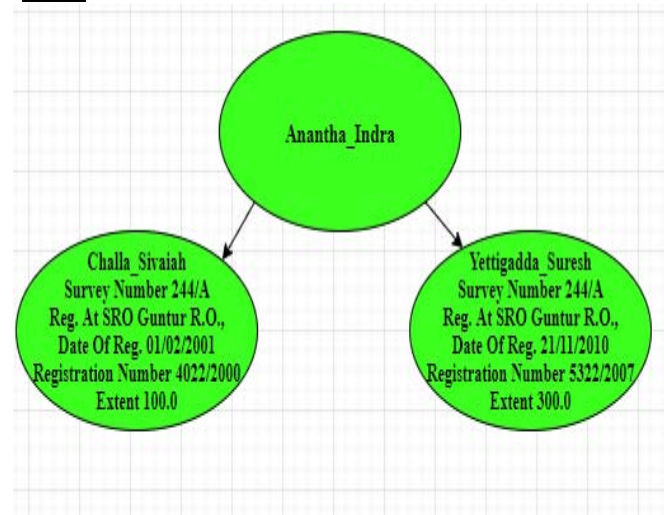 Anantha_Indra
Challa_Sivaiah
Survey Number 244/A
Reg. At SRO Guntur R.O.,
Date Of Reg. 01/02/2001
Registration Number 4022/2000
Extent 100.0
Yettigadda_Suresh
Survey Number 244/A
Reg. At SRO Guntur R.O.,
Date Of Reg. 21/11/2010
Registration Number 5322/2007
Extent 300.0